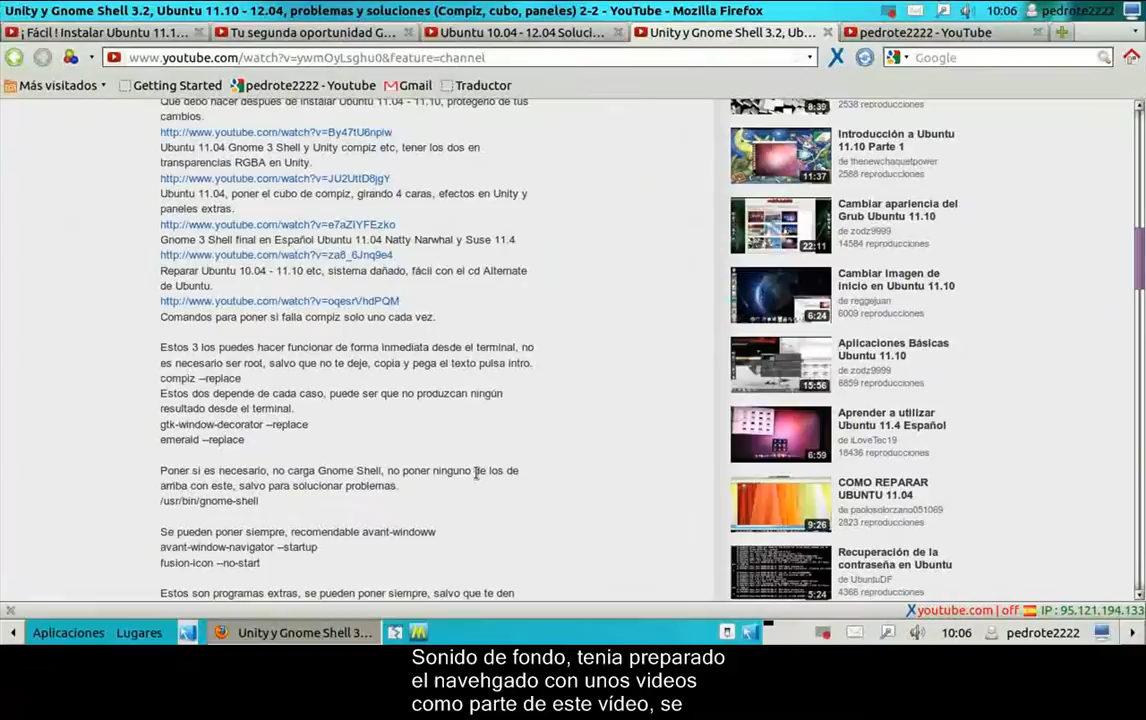 Unity y Gnome Shell 3.2, Ubuntu 11.10 - 12.04, problemas y soluciones (Compiz, cubo, paneles) 2-2 - YouTube - Mozilla Firefox
10:06 pedrote2222
¡ Fácil ! Instalar Ubuntu 11.1...
Tu segunda oportunidad G...
Ubuntu 10.04 - 12.04 Soluci...
Unity y Gnome Shell 3.2, Ub...
pedrote2222 - YouTube
www.youtube.com/watch?v=ywmOyLsghu0&feature=channel
Google
Más visitados
Getting Started
pedrote2222 - Youtube
Gmail
Traductor
Que debo hacer despues de instalar Ubuntu 11.04 - 11.10, protegerlo de tus
cambios.
http://www.youtube.com/watch?v=By47tU6npiw
Ubuntu 11.04 Gnome 3 Shell y Unity compiz etc, tener los dos en
transparencias RGBA en Unity.
http://www.youtube.com/watch?v=JU2UttD8jgY
Ubuntu 11.04, poner el cubo de compiz, girando 4 caras, efectos en Unity y
paneles extras.
http://www.youtube.com/watch?v=e7aZIYFEzko
Gnome 3 Shell final en Español Ubuntu 11.04 Natty Narwhal y Suse 11.4
http://www.youtube.com/watch?v=za8_6Jnq9e4
Reparar Ubuntu 10.04 - 11.10 etc, sistema dañado, fácil con el cd Alternate
de Ubuntu.
http://www.youtube.com/watch?v=oqesrVhdPQM
Comandos para poner si falla compiz solo uno cada vez.
Estos 3 los puedes hacer funcionar de forma inmediata desde el terminal, no
es necesario ser root, salvo que no te deje, copia y pega el texto pulsa intro.
compiz --replace
Estos dos depende de cada caso, puede ser que no produzcan ningún
resultado desde el terminal.
gtk-window-decorator --replace
emerald --replace
Poner si es necesario, no carga Gnome Shell, no poner ninguno de los de
arriba con este, salvo para solucionar problemas.
/usr/bin/gnome-shell
Se pueden poner siempre, recomendable avant-windoww
avant-window-navigator --startup
fusion-icon --no-start
Estos son programas extras, se pueden poner siempre, salvo que te den
8:39
2538 reproducciones
11:37
Introducción a Ubuntu
11.10 Parte 1
de thenewchaquetpower
2588 reproducciones
22:11
Cambiar apariencia del
Grub Ubuntu 11.10
de zodz9999
14584 reproducciones
6:24
Cambiar Imagen de
inicio en Ubuntu 11.10
de reggejuan
6009 reproducciones
15:56
Aplicaciones Básicas
Ubuntu 11.10
de zodz9999
6859 reproducciones
6:59
Aprender a utilizar
Ubuntu 11.4 Español
de iLoveTec19
18436 reproducciones
9:26
COMO REPARAR
UBUNTU 11.04
de paolosolorzano051069
2823 reproducciones
5:24
Recuperación de la
contraseña en Ubuntu
de UbuntuDF
4368 reproducciones
youtube.com | off IP : 95.121.194.133
Aplicaciones Lugares Unity y Gnome Shell 3... 10:06 pedrote2222
Sonido de fondo, tenia preparado
el navehgado con unos videos
como parte de este vídeo, se